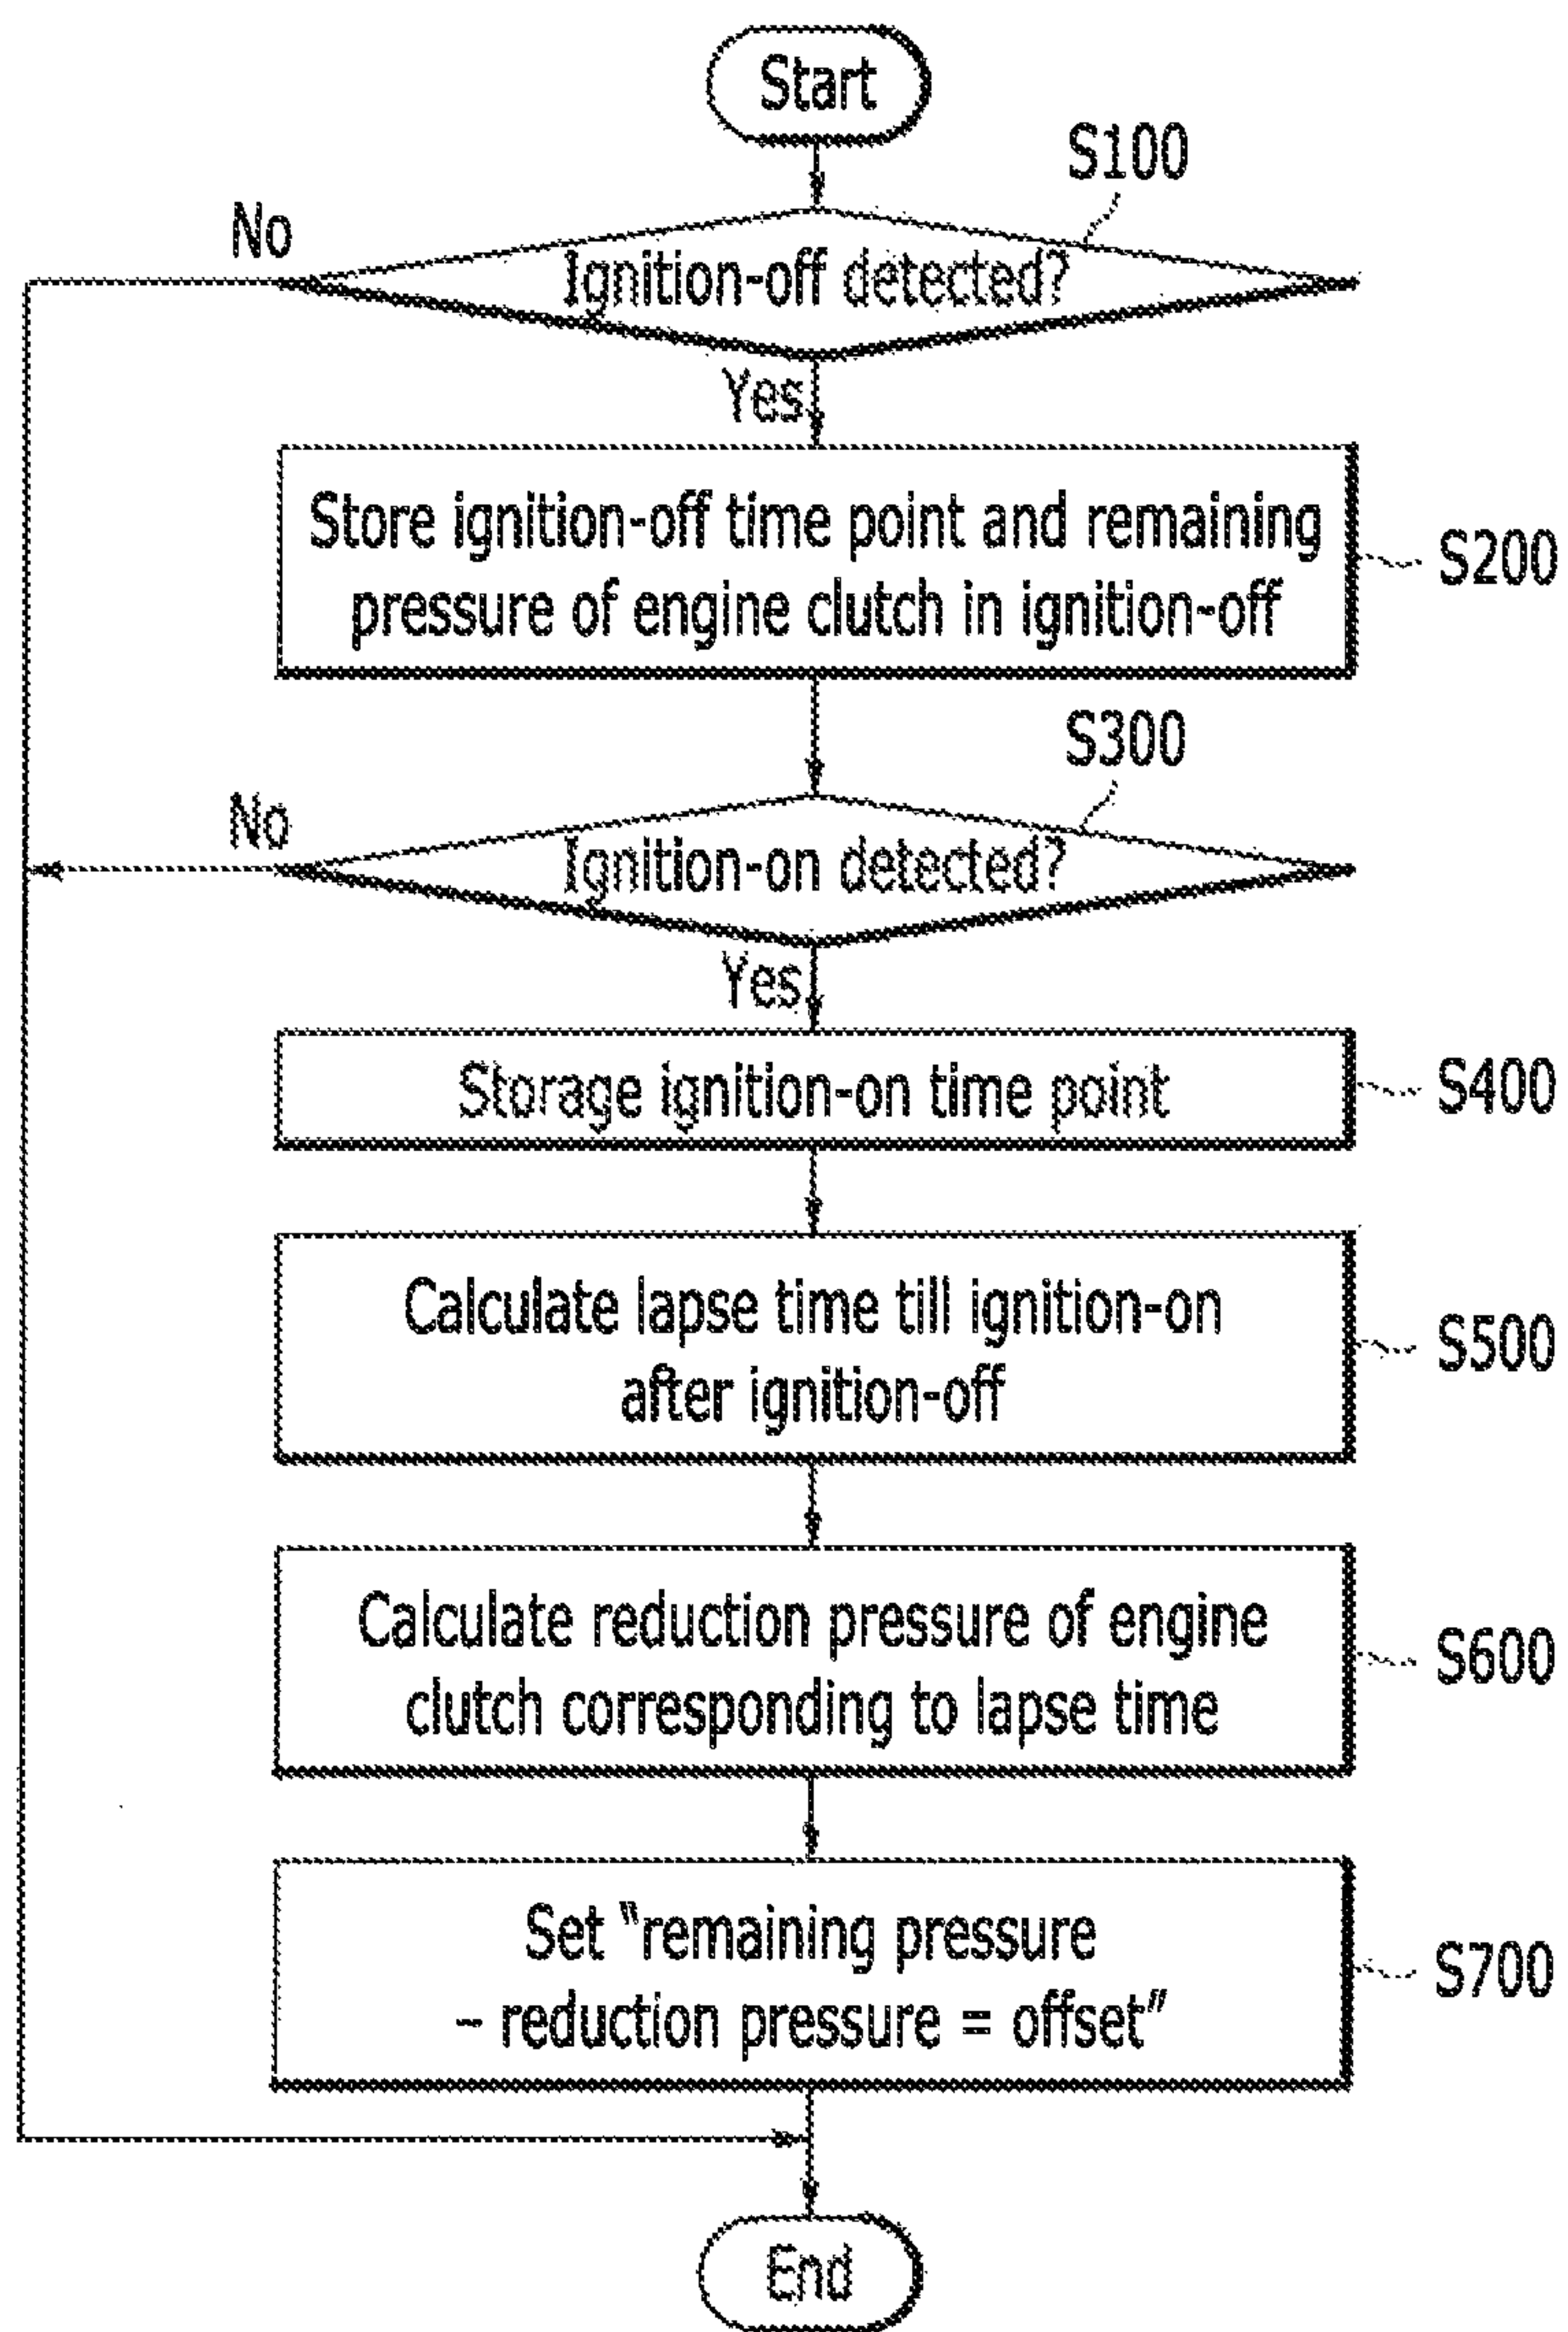 Start
S100
No
Ignition-off detected?
Yes
Store ignition-off time point and remaining
pressure of engine clutch in ignition-off
S200
S300
No
Ignition-on detected?
Yes
Storage ignition-on time point
S400
Calculate lapse time till ignition-on
after ignition-off
S500
Calculate reduction pressure of engine
clutch corresponding to lapse time
S600
Set “remaining pressure
– reduction pressure = offset”
S700
End